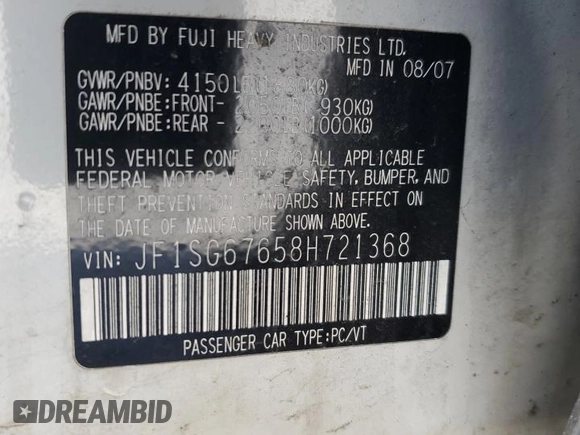 MFD BY FUJI HEAVY INDUSTRIES LTD.
MFD IN 08/07
GVWR/PNBV: 4150LB( KG)
GAWR/PNBE:FRONT- 930KG)
GAWR/PNBE:REAR - 1000KG)
THIS VEHICLE CONFORMS TO ALL APPLICABLE
FEDERAL MOTOR VEHICLE SAFETY, BUMPER, AND
THEFT PREVENTION STANDARDS IN EFFECT ON
THE DATE OF MANUFACTURE SHOWN ABOVE.
VIN: JF1SG67658H721368
PASSENGER CAR TYPE:PC/VT
DREAMBID